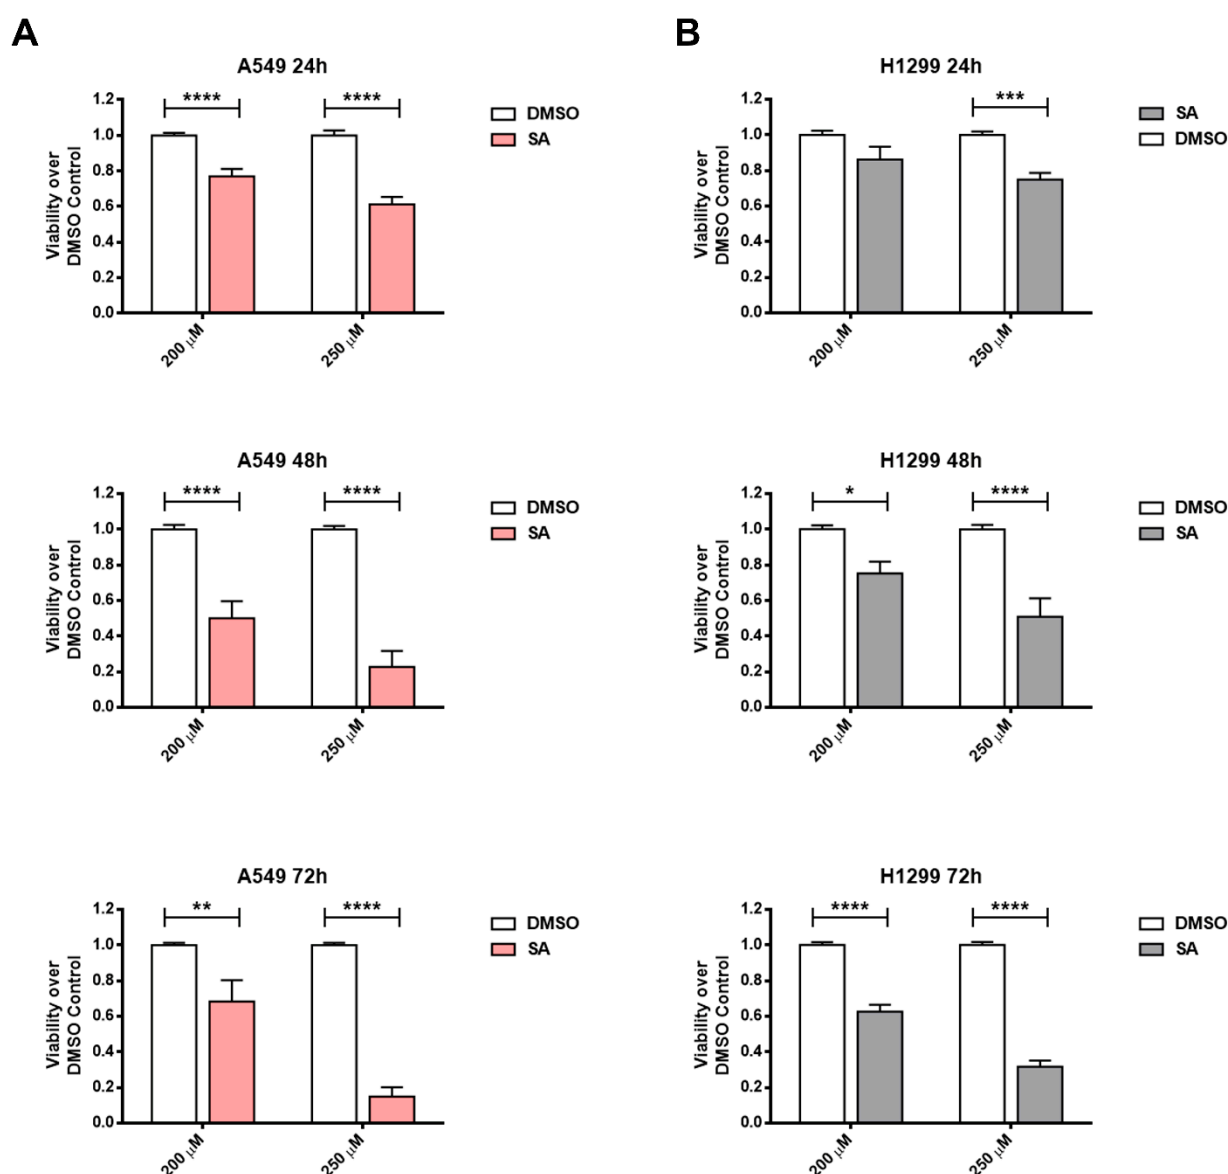 A
A549 24h
1.2
1.0
0.8
0.6
0.4
0.2
0.0
Viability over
DMSO Control
****
****
200 μM
250 μM
DMSO
SA
A549 48h
1.2
1.0
0.8
0.6
0.4
0.2
0.0
Viability over
DMSO Control
****
****
200 μM
250 μM
DMSO
SA
A549 72h
1.2
1.0
0.8
0.6
0.4
0.2
0.0
Viability over
DMSO Control
**
****
200 μM
250 μM
DMSO
SA
B
H1299 24h
1.2
1.0
0.8
0.6
0.4
0.2
0.0
Viability over
DMSO Control
***
200 μM
250 μM
SA
DMSO
H1299 48h
1.2
1.0
0.8
0.6
0.4
0.2
0.0
Viability over
DMSO Control
*
****
200 μM
250 μM
DMSO
SA
H1299 72h
1.2
1.0
0.8
0.6
0.4
0.2
0.0
Viability over
DMSO Control
****
****
200 μM
250 μM
DMSO
SA